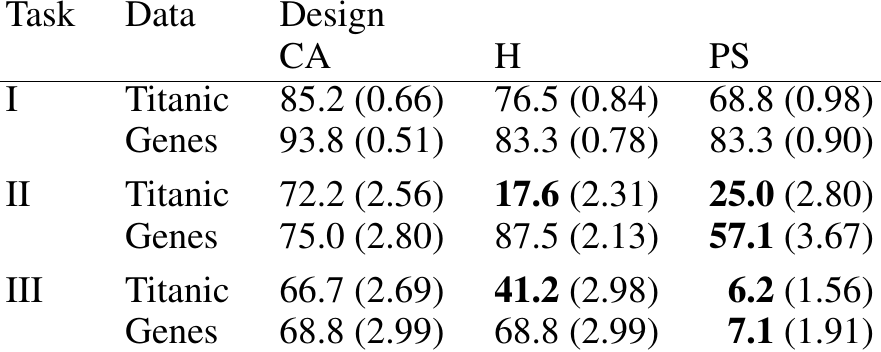 Task Data Design
CA H PS
I Titanic 85.2 (0.66) 76.5 (0.84) 68.8 (0.98)
Genes 93.8 (0.51) 83.3 (0.78) 83.3 (0.90)
II Titanic 72.2 (2.56) 17.6 (2.31) 25.0 (2.80)
Genes 75.0 (2.80) 87.5 (2.13) 57.1 (3.67)
III Titanic 66.7 (2.69) 41.2 (2.98) 6.2 (1.56)
Genes 68.8 (2.99) 68.8 (2.99) 7.1 (1.91)